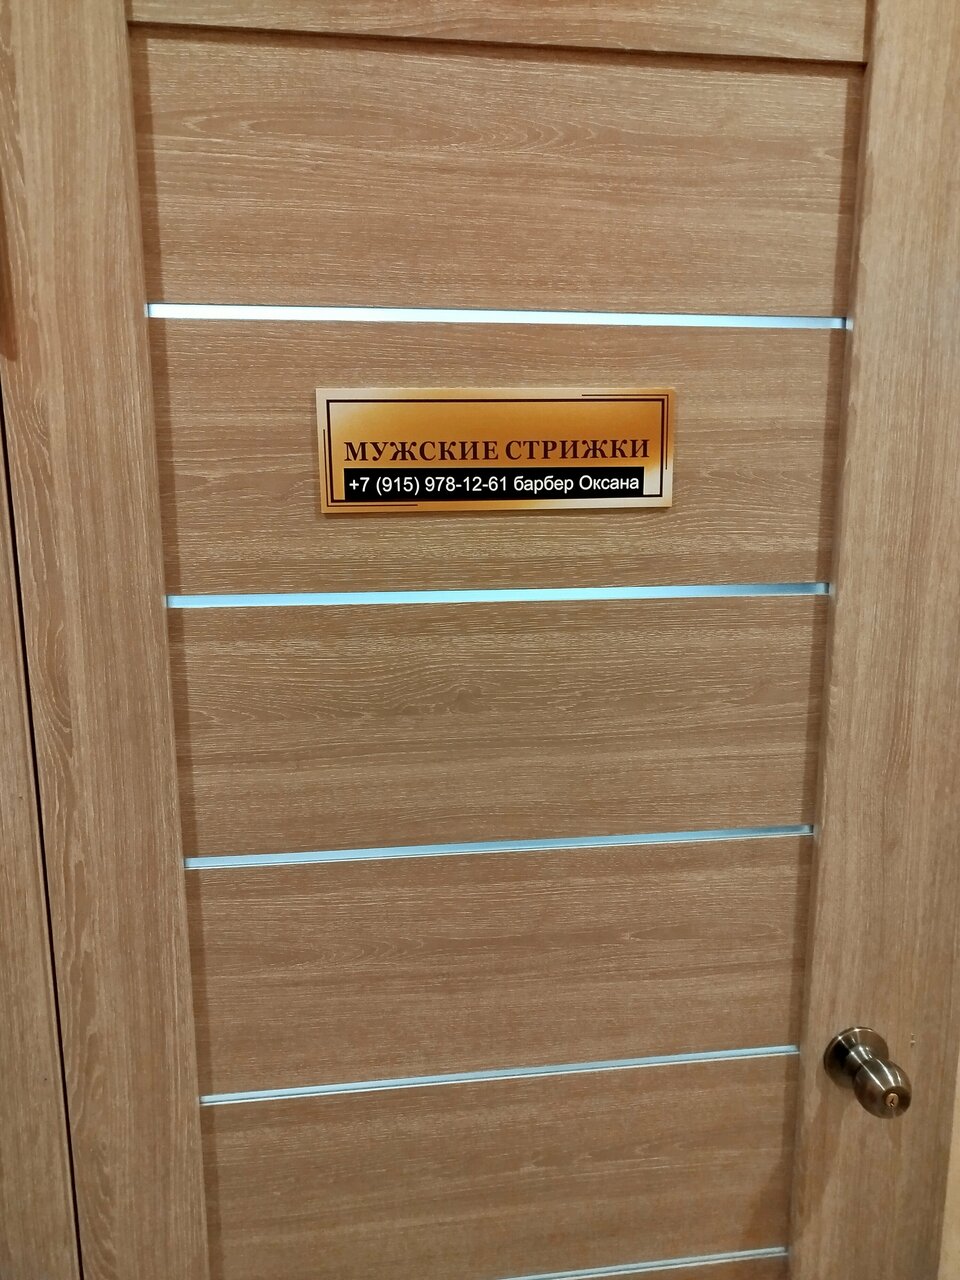 МУЖСКИЕ СТРИЖКИ
+7 (915) 978-12-61 барбер Оксана